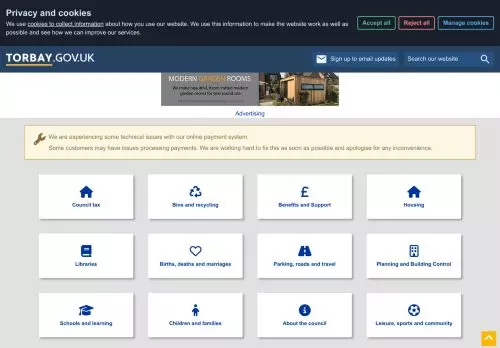 Privacy and cookies
We use cookies to collect information about how you use our website. We use this information to make the website work as well as
possible and see how we can improve our services.
Accept all
Reject all
Manage cookies
TORBAY.GOV.UK
Sign up to email updates
Search our website
MODERN GARDEN ROOMS
We make beautiful, hand crafted modern
garden rooms for year round use.
Advertising
We are experiencing some technical issues with our online payment system.
Some customers may have issues processing payments. We are working hard to fix this as soon as possible and apologise for any inconvenience.
Council tax
Bins and recycling
£
Benefits and Support
Housing
Libraries
Births, deaths and marriages
Parking, roads and travel
Planning and Building Control
Schools and learning
Children and families
About the council
Leisure, sports and community